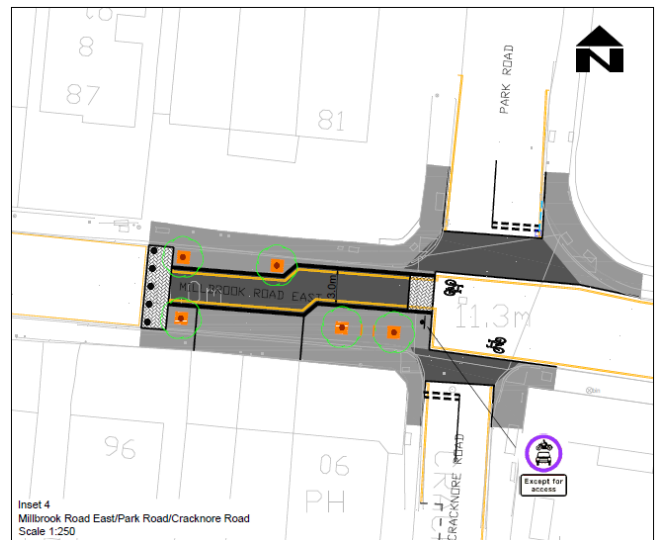 8
87
81
PARK ROAD
N
MILLBROOK ROAD EAST
3.0m
11.3m
96
06
PH
CRACKNORE ROAD
Except for
access
Inset 4
Millbrook Road East/Park Road/Cracknore Road
Scale 1:250